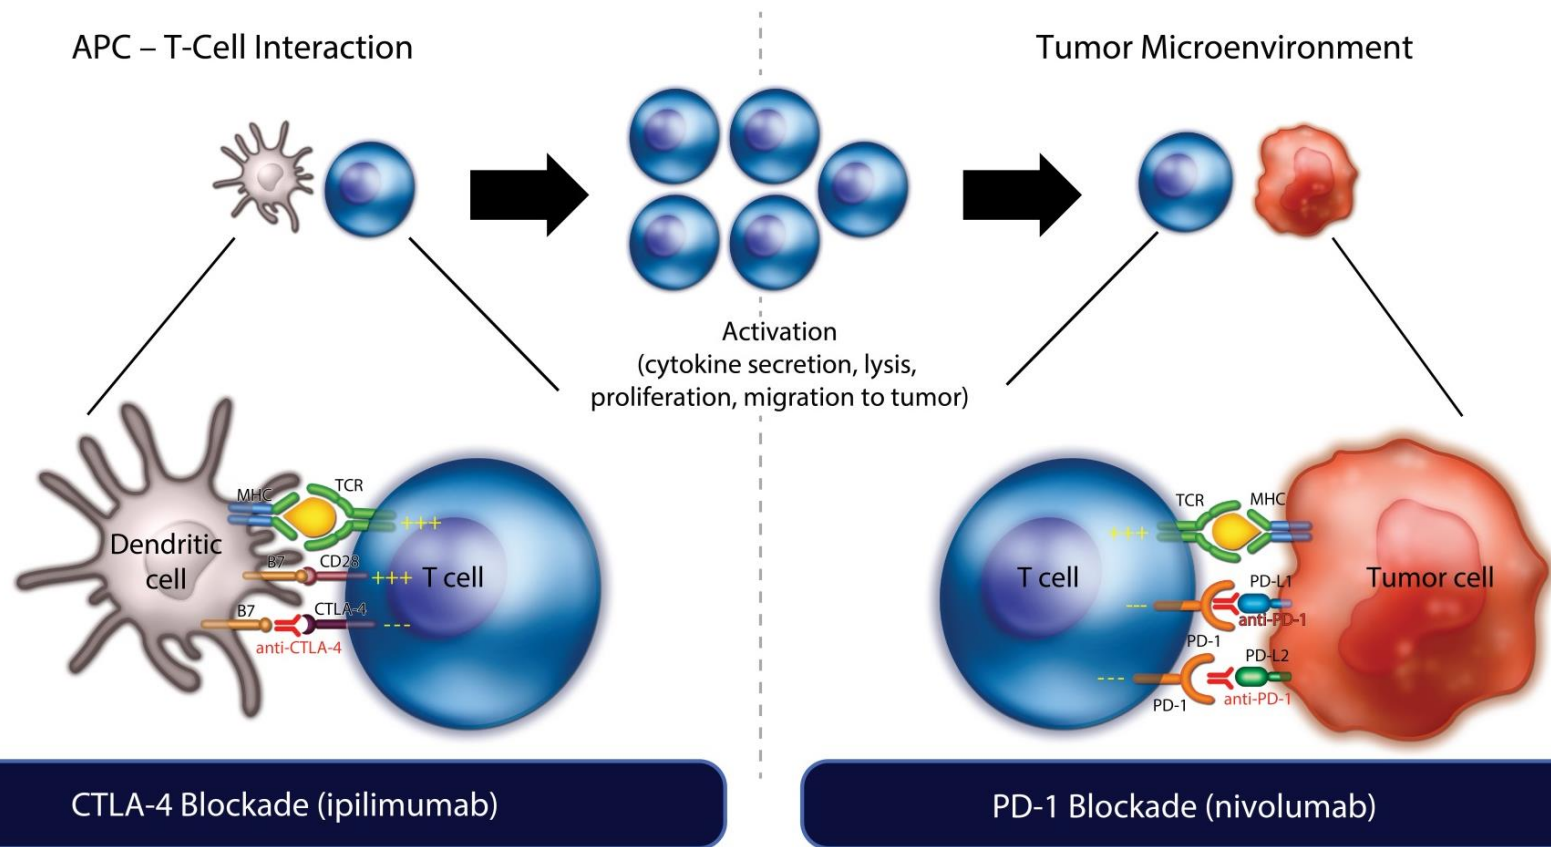 APC – T-Cell Interaction
Tumor Microenvironment
Activation
(cytokine secretion, lysis,
proliferation, migration to tumor)
MHC
TCR
+++
Dendritic
cell
B7
CD28
+++
T cell
B7
CTLA-4
---
anti-CTLA-4
TCR
MHC
+++
T cell
PD-L1
Tumor cell
---
anti-PD-1
PD-1
PD-L2
---
anti-PD-1
PD-1
CTLA-4 Blockade (ipilimumab)
PD-1 Blockade (nivolumab)